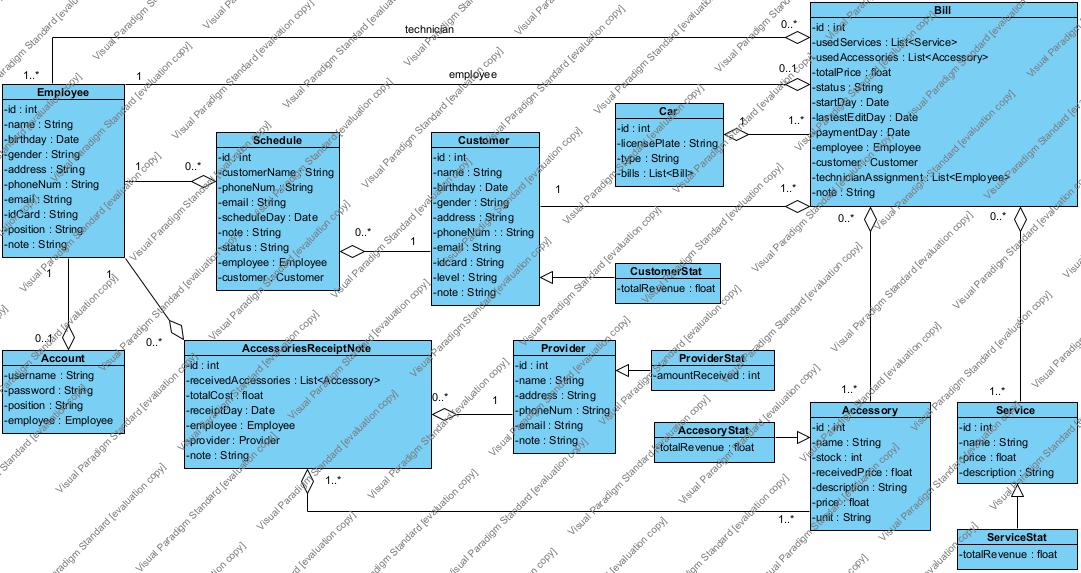 technician
0..*
1..*
employee
1
0..1
Bill
-id : int
-usedServices : List<Service>
-usedAccessories : List<Accessory>
-totalPrice : float
-status : String
-startDay : Date
-lastestEditDay : Date
-paymentDay : Date
-employee : Employee
-customer : Customer
-technicianAssignment : List<Employee>
-note : String
Employee
-id : int
-name : String
-birthday : Date
-gender : String
-address : String
-phoneNum : String
-email : String
-idCard : String
-position : String
-note : String
1
0..*
Schedule
-id : int
-customerName : String
-phoneNum : String
-email : String
-scheduleDay : Date
-note : String
-status : String
-employee : Employee
-customer : Customer
0..*
1
Customer
-id : int
-name : String
-birthday : Date
-gender : String
-address : String
-phoneNum : : String
-email : String
-idcard : String
-level : String
-note : String
Car
-id : int
-licensePlate : String
-type : String
-bills : List<Bill>
1
1..*
1
1..*
CustomerStat
-totalRevenue : float
0..*
0..*
1
1
0..1
0..*
Account
-username : String
-password : String
-position : String
-employee : Employee
AccessoriesReceiptNote
-id : int
-receivedAccessories : List<Accessory>
-totalCost : float
-receiptDay : Date
-employee : Employee
-provider : Provider
-note : String
0..*
1
Provider
-id : int
-name : String
-address : String
-phoneNum : String
-email : String
-note : String
ProviderStat
-amountReceived : int
AccesoryStat
-totalRevenue : float
1..*
1..*
Accessory
-id : int
-name : String
-stock : int
-receivedPrice : float
-description : String
-price : float
-unit : String
Service
-id : int
-name : String
-price : float
-description : String
1..*
1..*
ServiceStat
-totalRevenue : float
Visual Paradigm Standard [evaluation copy]